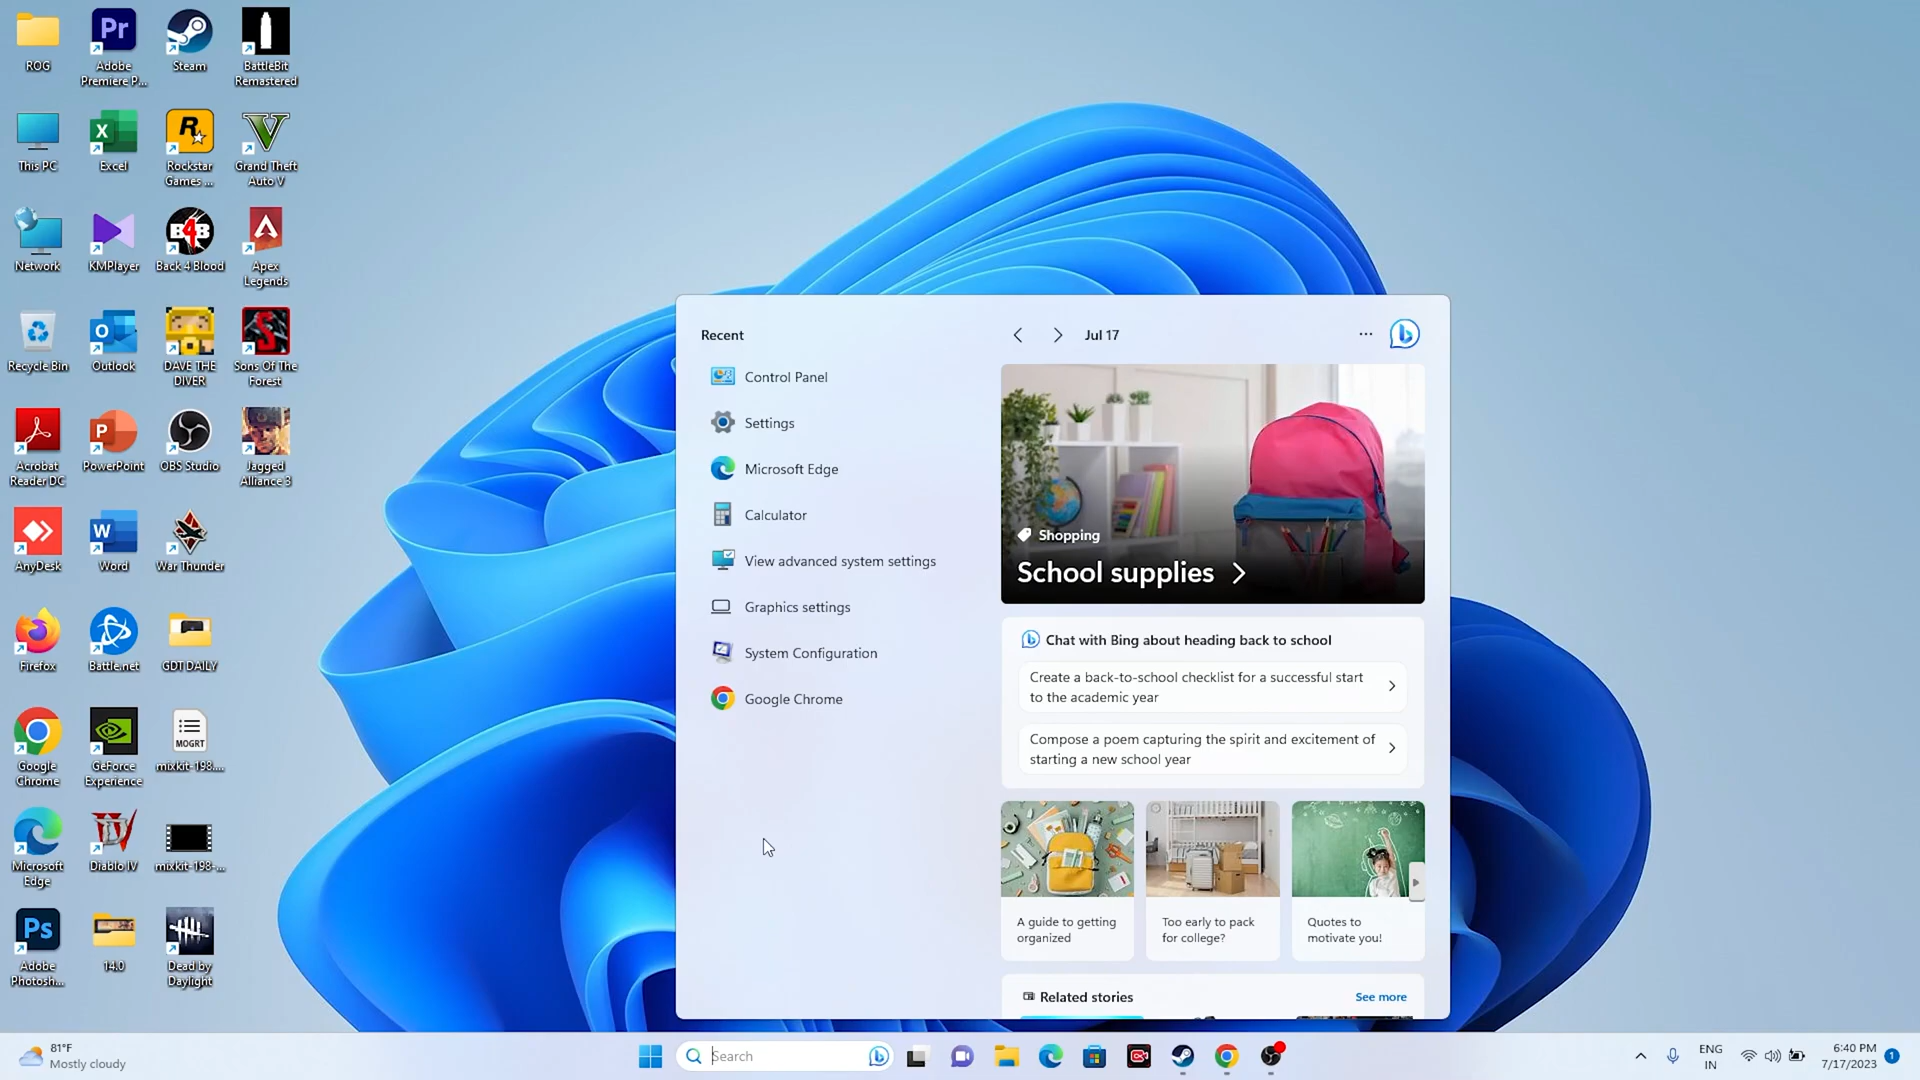 ROG
Adobe
Premiere P...
Steam
BattleBit
Remastered
This PC
Excel
Rockstar
Games ...
Grand Theft
Auto V
Network
KMPlayer
Back 4 Blood
Apex
Legends
Recycle Bin
Outlook
DAVE THE
DIVER
Sons Of The
Forest
Acrobat
Reader DC
PowerPoint
OBS Studio
Jagged
Alliance 3
AnyDesk
Word
War Thunder
Firefox
Battle.net
GDT DAILY
Google
Chrome
GeForce
Experience
MOGRT
mixkit-198....
Microsoft
Edge
Diablo IV
mixkit-198-...
Adobe
Photosh...
14.0
Dead by
Daylight
Recent
Control Panel
Settings
Microsoft Edge
Calculator
View advanced system settings
Graphics settings
System Configuration
Google Chrome
Jul 17
Shopping
School supplies
Chat with Bing about heading back to school
Create a back-to-school checklist for a successful start
to the academic year
Compose a poem capturing the spirit and excitement of
starting a new school year
A guide to getting
organized
Too early to pack
for college?
Quotes to
motivate you!
Related stories
See more
81°F
Mostly cloudy
Search
ENG
IN
6:40 PM
7/17/2023
1